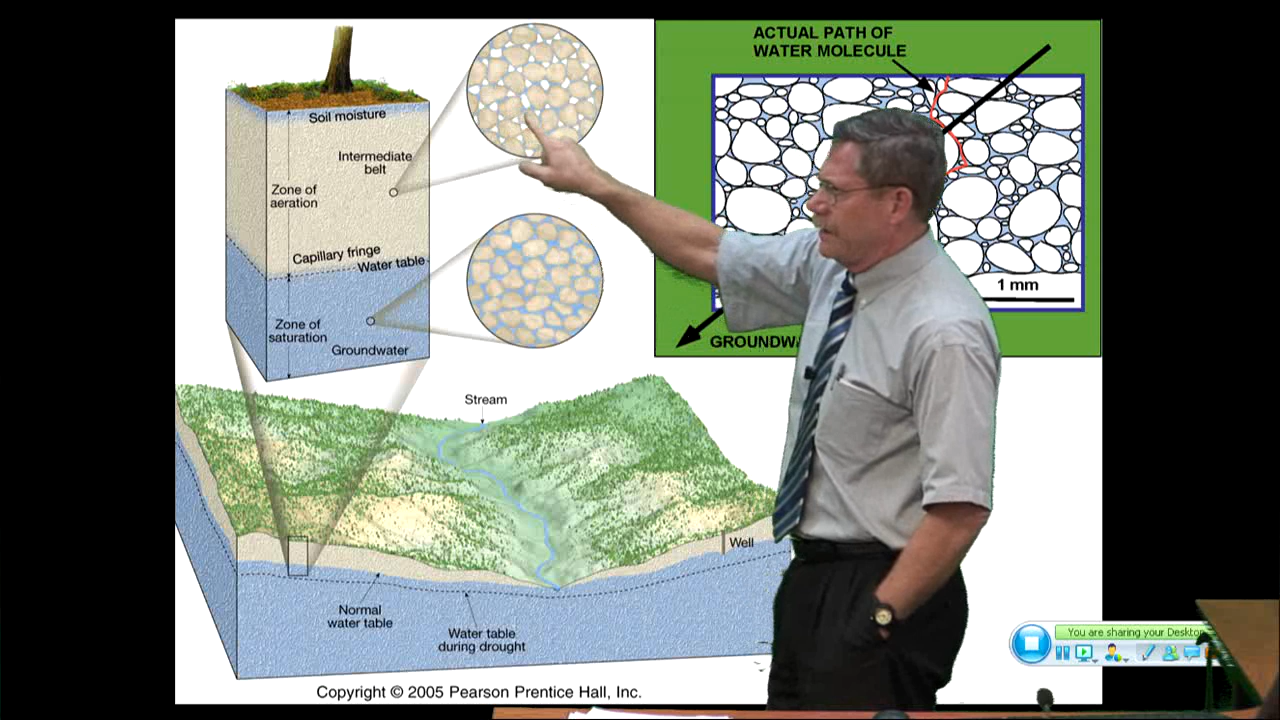 ACTUAL PATH OF
WATER MOLECULE
Soil moisture
Intermediate
belt
Zone of
aeration
Capillary fringe
Water table
1 mm
Zone of
saturation
Groundwater
Stream
Well
Normal
water table
Water table
during drought
You are sharing your
Copyright © 2005 Pearson Prentice Hall, Inc.